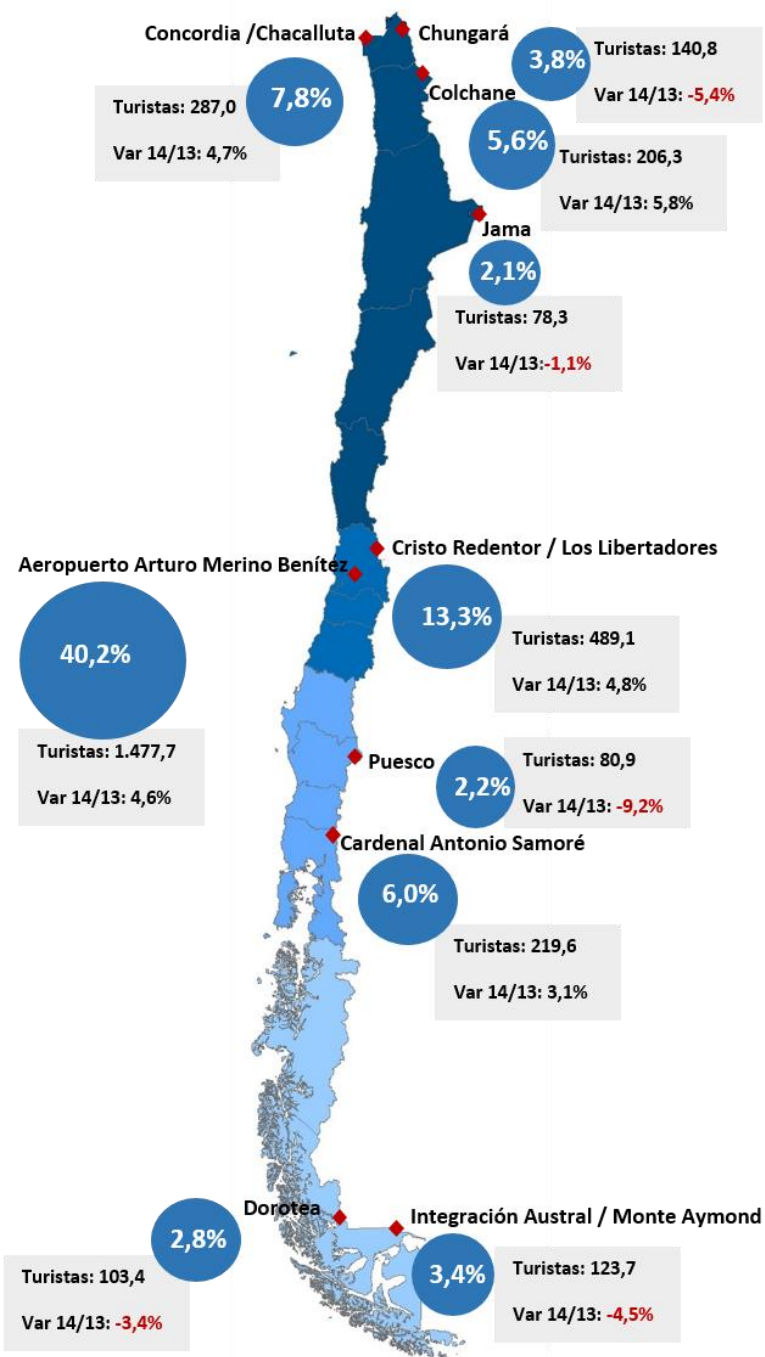 Concordia /Chacalluta
Chungará
3,8%
Turistas: 140,8
Var 14/13: -5,4%
7,8%
Turistas: 287,0
Var 14/13: 4,7%
Colchane
5,6%
Turistas: 206,3
Var 14/13: 5,8%
Jama
2,1%
Turistas: 78,3
Var 14/13:-1,1%
Cristo Redentor / Los Libertadores
13,3%
Turistas: 489,1
Var 14/13: 4,8%
Aeropuerto Arturo Merino Benítez
40,2%
Turistas: 1.477,7
Var 14/13: 4,6%
Puesco
2,2%
Turistas: 80,9
Var 14/13: -9,2%
Cardenal Antonio Samoré
6,0%
Turistas: 219,6
Var 14/13: 3,1%
Dorotea
2,8%
Turistas: 103,4
Var 14/13: -3,4%
Integración Austral / Monte Aymond
3,4%
Turistas: 123,7
Var 14/13: -4,5%